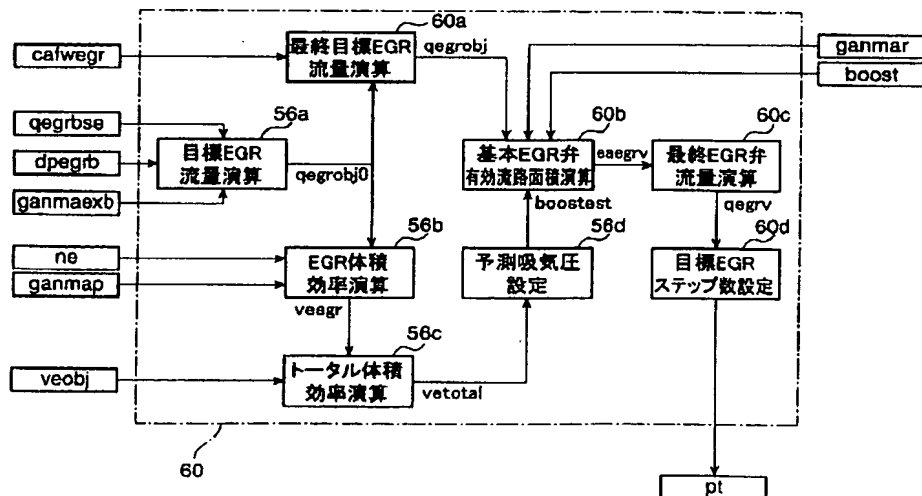 60a
cafwegr
最終目標EGR
流量演算
qegrobj
ganmar
boost
qegrbse
dpegrb
ganmaexb
56a
目標EGR
流量演算
qegrobj0
60b
基本EGR弁
有効流路面積演算
eaegrv
boostest
60c
最終EGR弁
流量演算
qegrv
ne
ganmap
56b
EGR体積
効率演算
veegr
56d
予測吸気圧
設定
60d
目標EGR
ステップ数設定
veobj
56c
トータル体積
効率演算
vetotal
60
pt